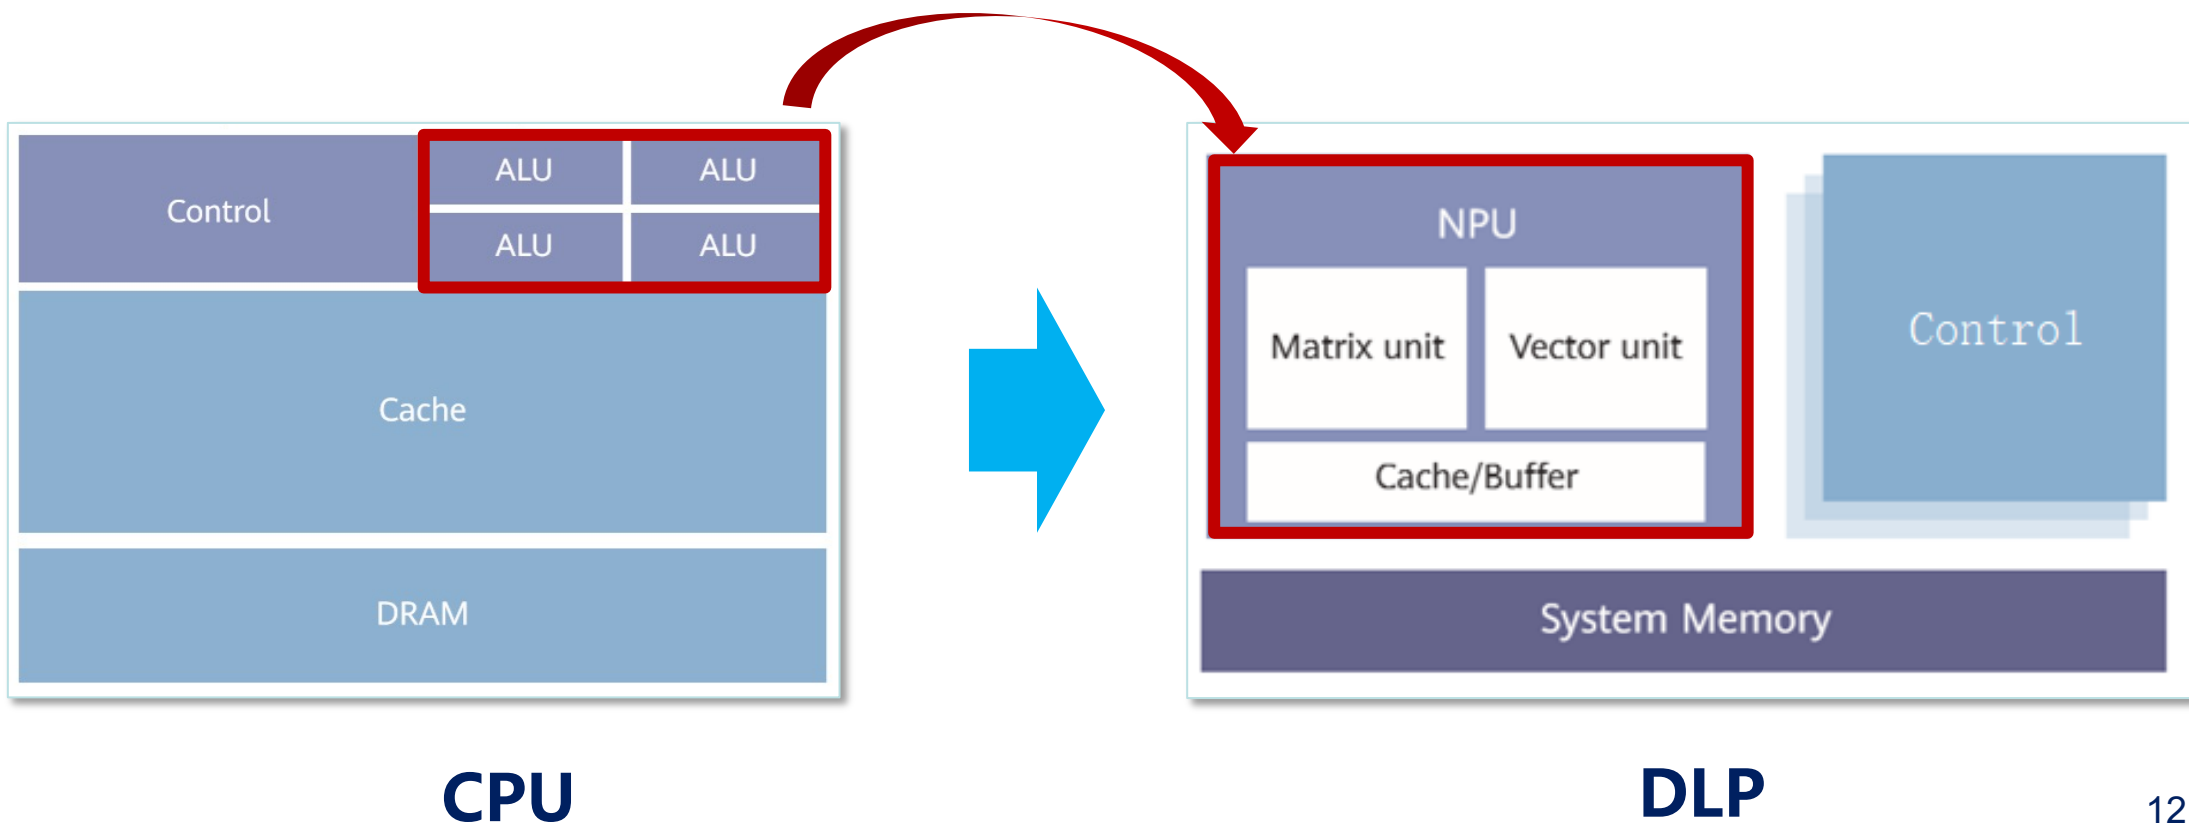 Control
ALU
ALU
ALU
ALU
Cache
DRAM
CPU
NPU
Matrix unit
Vector unit
Cache/Buffer
Control
System Memory
DLP
12